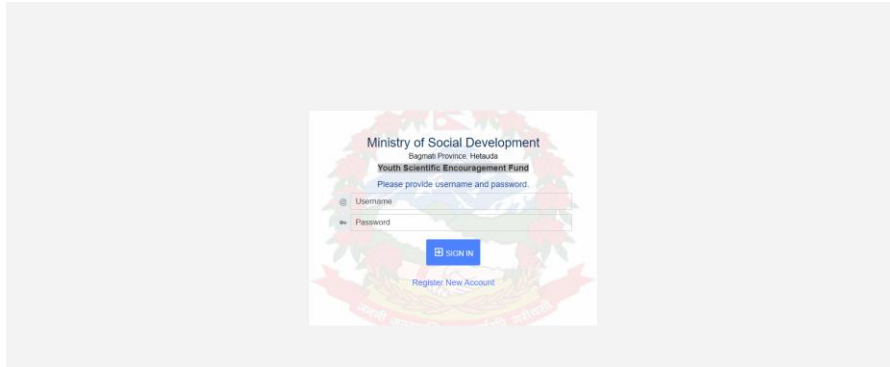 Ministry of Social Development
Bagmati Province, Hetauda
Youth Scientific Encouragement Fund
Please provide username and password.
Username
Password
SIGN IN
Register New Account